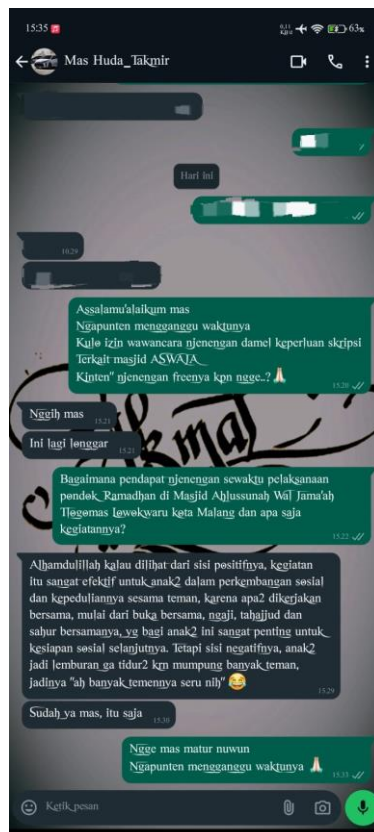 15:35
0,11 KB/S 63%
Mas Huda_Takmir
Hari ini
10.29
Assalamu'alaikum mas
Ngapunten mengganggu waktunya
Kulo izin wawancara njenengan damel keperluan skripsi
Terkait masjid ASWAJA
Kinten" njenengan freenya kpn ngge..? 🙏🏻
15.20
Nggih mas 15.21
Ini lagi longgar 15.21
Bagaimana pendapat njenengan sewaktu pelaksanaan
pondok Ramadhan di Masjid Ahlussunah Wal Jama'ah
Tlogomas Lowokwaru kota Malang dan apa saja
kegiatannya?
15.22
Alhamdulillah kalau dilihat dari sisi positifnya, kegiatan
itu sangat efektif untuk anak2 dalam perkembangan sosial
dan kepeduliannya sesama teman, karena apa2 dikerjakan
bersama, mulai dari buka bersama, ngaji, tahajjud dan
sahur bersamanya, yg bagi anak2 ini sangat penting untuk
kesiapan sosial selanjutnya. Tetapi sisi negatifnya, anak2
jadi lemburan ga tidur2 krn mumpung banyak teman,
jadinya "ah banyak temennya seru nih" 😂
15.29
Sudah ya mas, itu saja 15.30
Ngge mas matur nuwun
Ngapunten mengganggu waktunya 🙏🏻
15.33
Ketik pesan